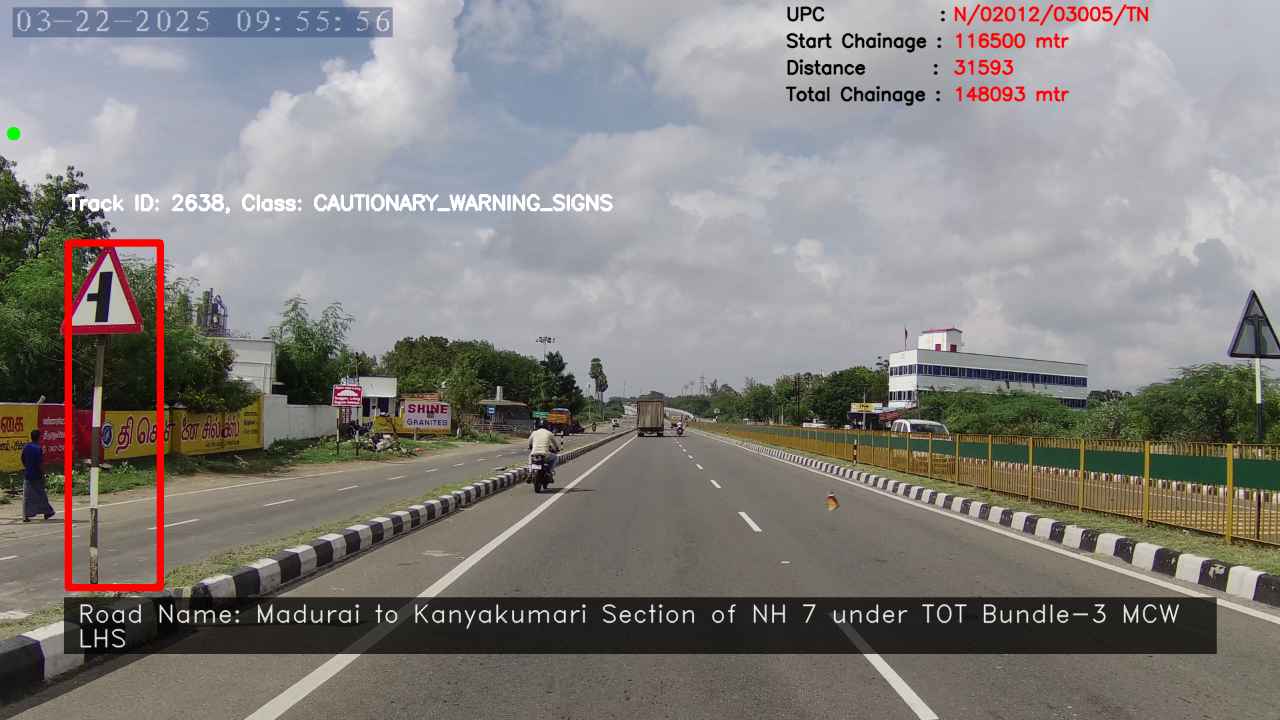 03-22-2025 09:55:56
UPC : N/02012/03005/TN
Start Chainage : 116500 mtr
Distance : 31593
Total Chainage : 148093 mtr
Track ID: 2638, Class: CAUTIONARY_WARNING_SIGNS
SHINE
GRANITES
Road Name: Madurai to Kanyakumari Section of NH 7 under TOT Bundle-3 MCW
LHS